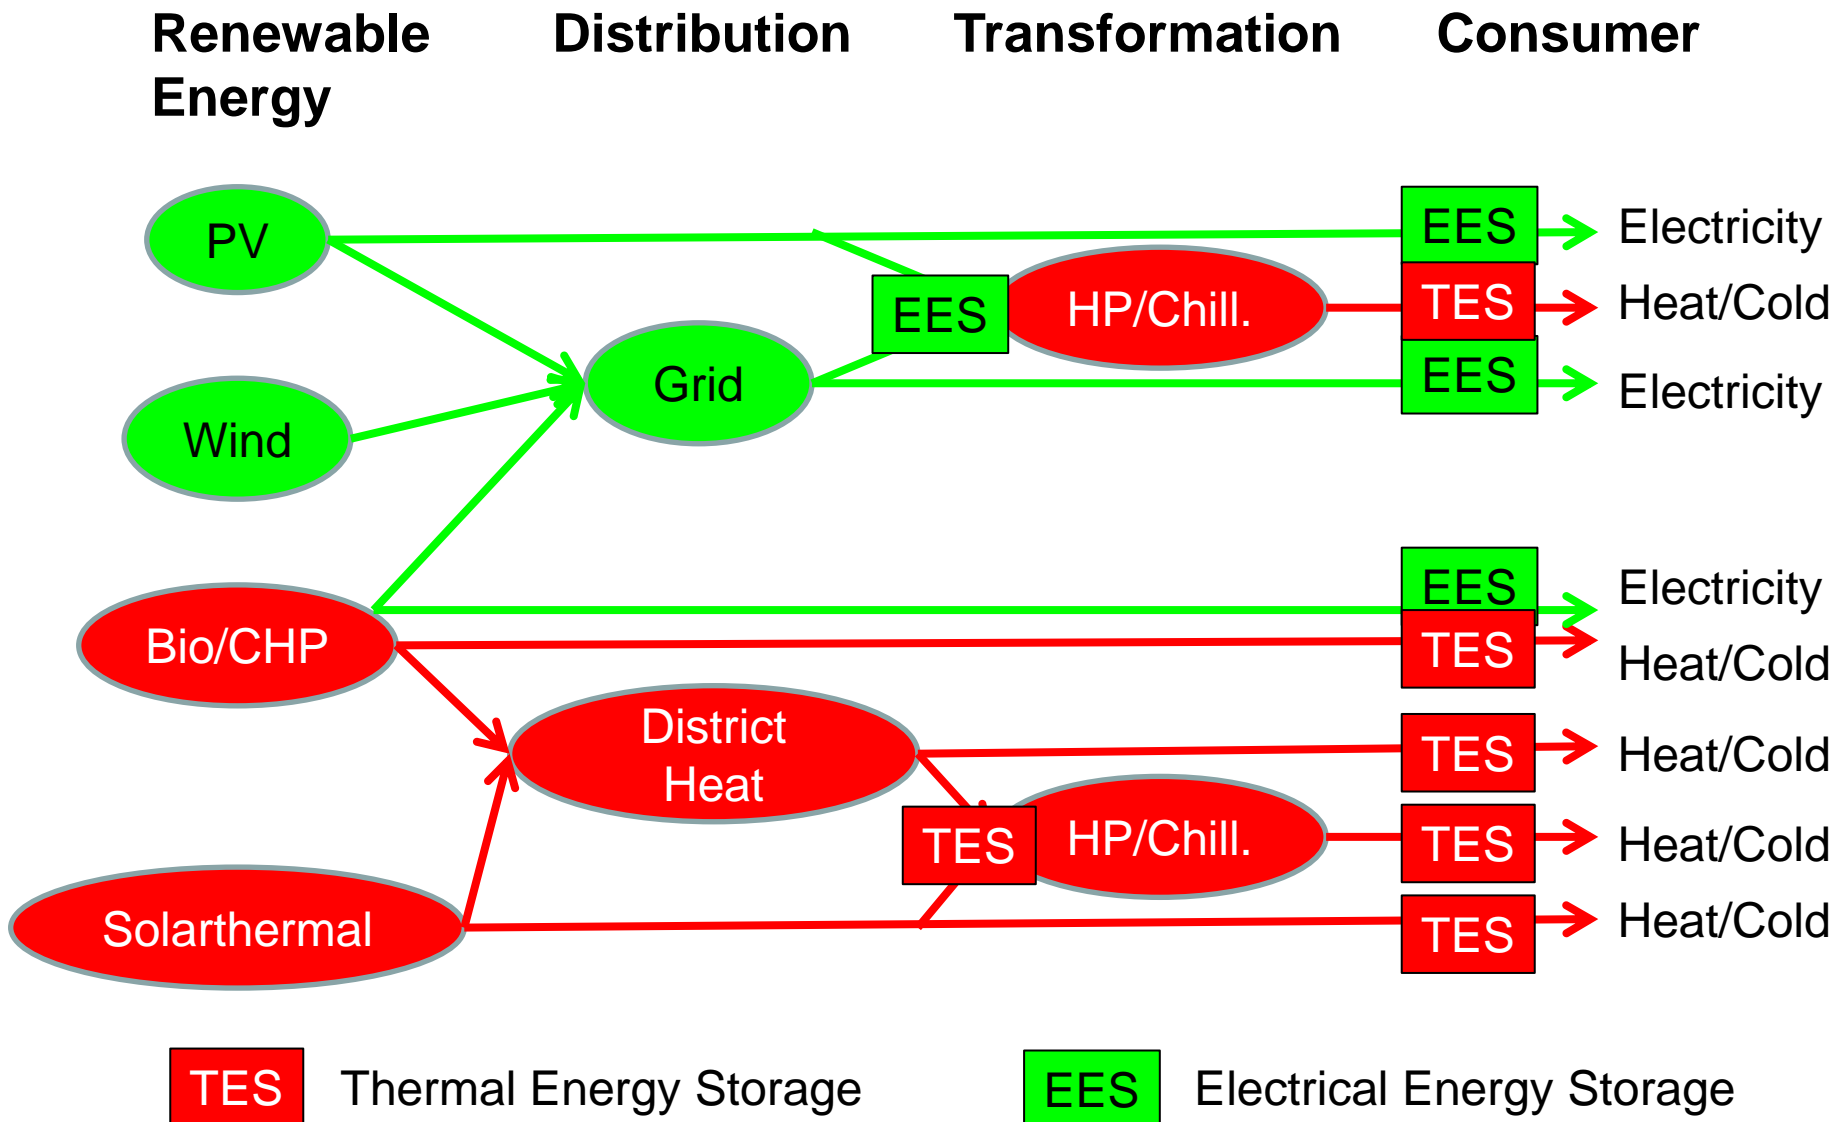 Renewable
Energy
Distribution
Transformation
Consumer
PV
EES
Electricity
HP/Chill.
TES
Heat/Cold
EES
Grid
EES
Electricity
Wind
EES
Electricity
Bio/CHP
TES
Heat/Cold
District
Heat
TES
Heat/Cold
TES
HP/Chill.
TES
Heat/Cold
Solarthermal
TES
Heat/Cold
TES
Thermal Energy Storage
EES
Electrical Energy Storage